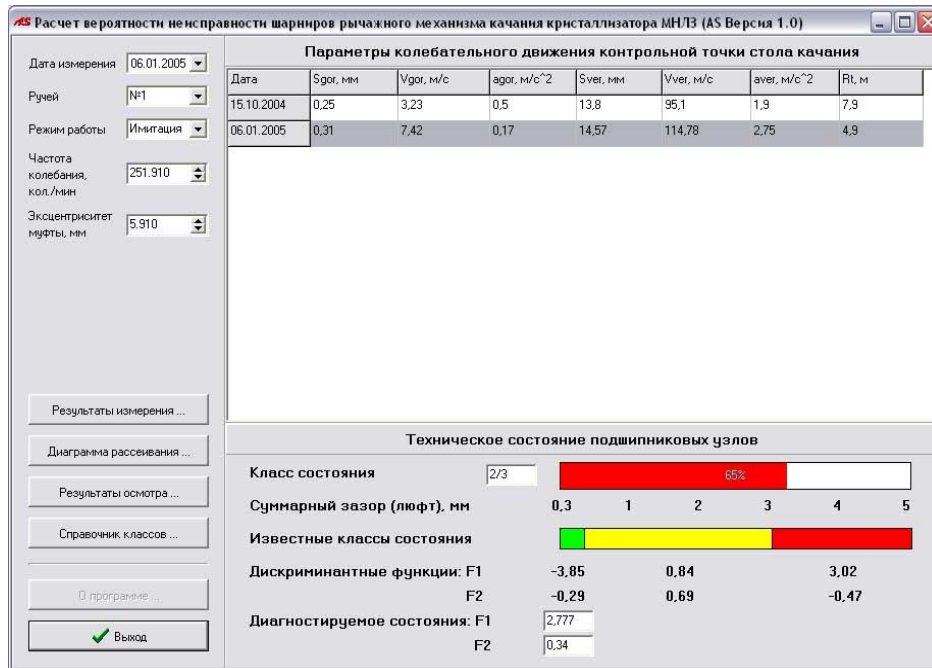 AS Расчет вероятности неисправности шарниров рычажного механизма качания кристаллизатора МНЛЗ (AS Версия 1.0)
Дата измерения 06.01.2005
Ручей №1
Режим работы Имитация
Частота
колебания,
кол./мин
251.910
Эксцентриситет
муфты, мм
5.910
Результаты измерения ...
Диаграмма рассеивания ...
Результаты осмотра ...
Справочник классов ...
О программе ...
Выход
Параметры колебательного движения контрольной точки стола качания
Дата Sgor, мм Vgor, м/с agor, м/с^2 Sver, мм Vver, м/с aver, м/с^2 Rt, м
15.10.2004 0,25 3,23 0,5 13,8 95,1 1,9 7,9
06.01.2005 0,31 7,42 0,17 14,57 114,78 2,75 4,9
Техническое состояние подшипниковых узлов
Класс состояния 2/3 65%
Суммарный зазор (люфт), мм 0,3 1 2 3 4 5
Известные классы состояния
Дискриминантные функции: F1 -3,85 0,84 3,02
F2 -0,29 0,69 -0,47
Диагностируемое состояния: F1 2,777
F2 0,34